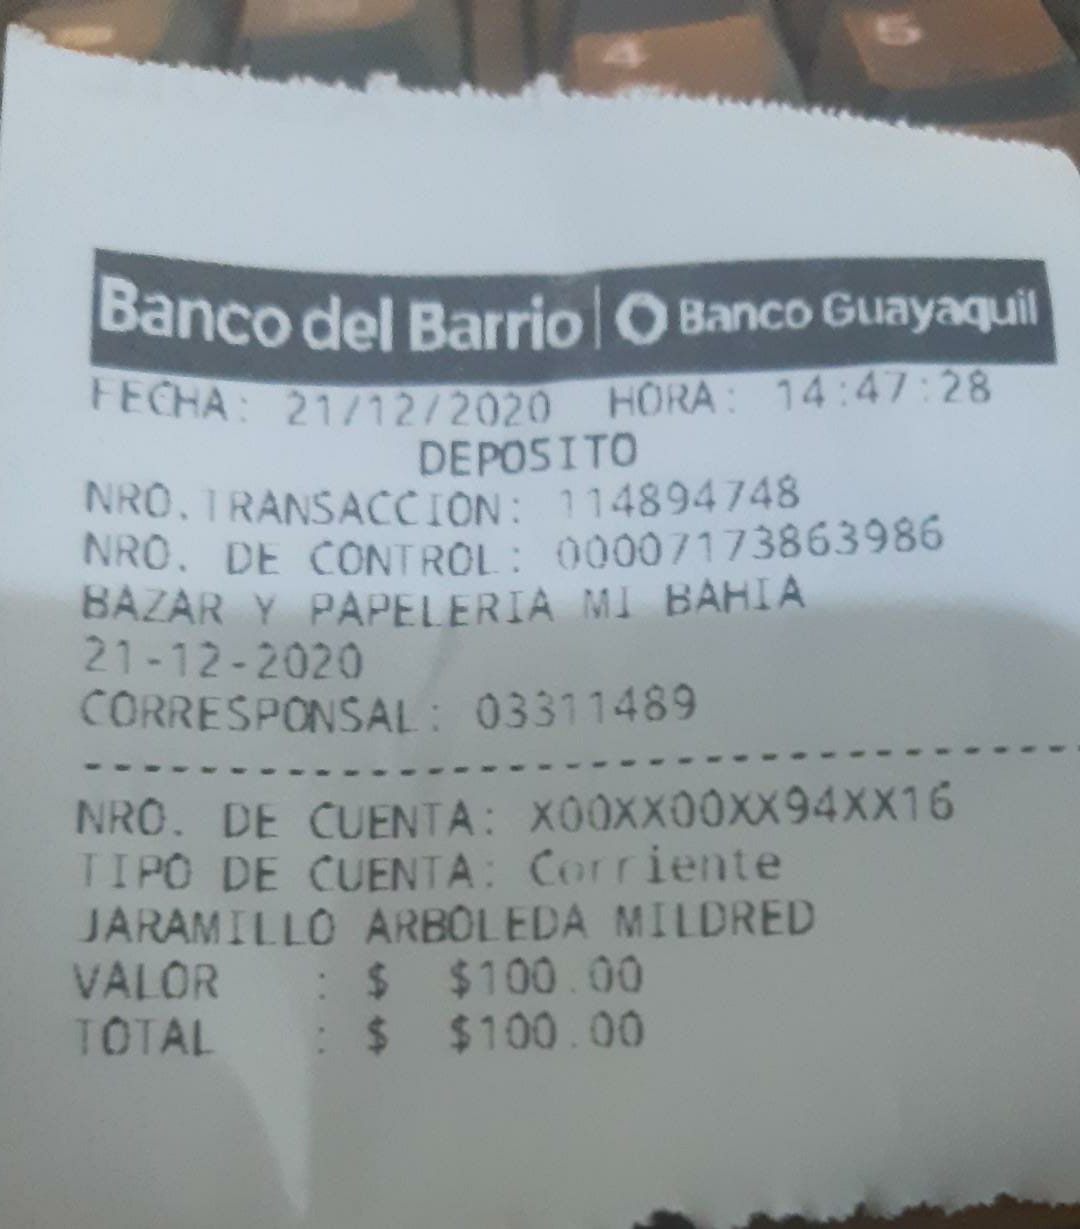 4 5
Banco del Barrio | Banco Guayaquil
FECHA: 21/12/2020 HORA: 14:47:28
DEPOSITO
NRO.TRANSACCION: 114894748
NRO. DE CONTROL: 00007173863986
BAZAR Y PAPELERIA MI BAHIA
21-12-2020
CORRESPONSAL: 03311489
NRO. DE CUENTA: X00XX00XX94XX16
TIPO DE CUENTA: Corriente
JARAMILLO ARBOLEDA MILDRED
VALOR : $ $100.00
TOTAL : $ $100.00